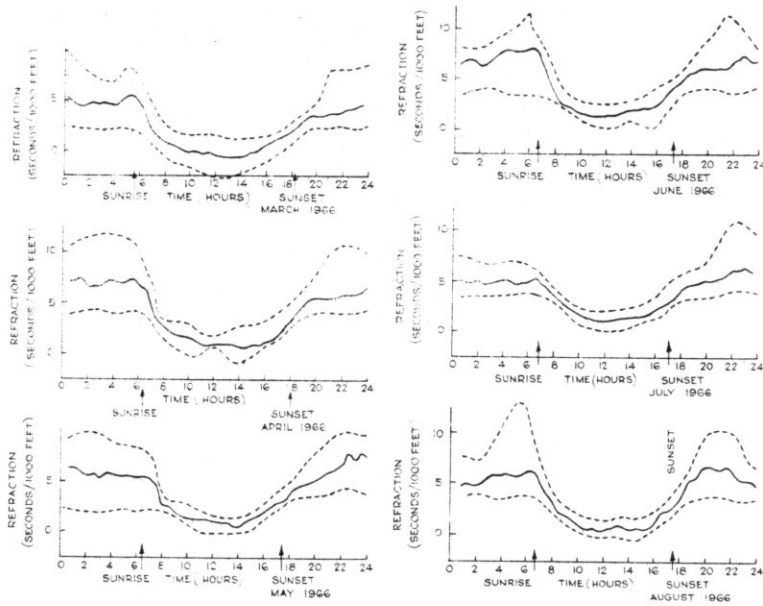 REFRACTION
(SECONDS/1000 FEET)
5
0 2 4 6 8 10 12 14 16 18 20 22 24
SUNRISE TIME (HOURS) SUNSET
MARCH 1966
REFRACTION
(SECONDS/1000 FEET)
10
5
0
0 2 4 6 8 10 12 14 16 18 20 22 24
TIME (HOURS)
SUNRISE SUNSET
APRIL 1966
REFRACTION
(SECONDS/1000 FEET)
5
0
0 2 4 6 8 10 12 14 16 18 20 22 24
SUNRISE TIME (HOURS) SUNSET
MAY 1966
REFRACTION
(SECONDS/1000 FEET)
10
5
0
0 2 4 6 8 10 12 14 16 18 20 22 24
SUNRISE TIME (HOURS) SUNSET
JUNE 1966
REFRACTION
(SECONDS/1000 FEET)
10
5
0
0 2 4 6 8 10 12 14 16 18 20 22 24
SUNRISE TIME (HOURS) SUNSET
JULY 1966
REFRACTION
(SECONDS/1000 FEET)
10
5
0
SUNSET
0 2 4 6 8 10 12 14 16 18 20 22 24
SUNRISE TIME (HOURS) SUNSET
AUGUST 1966